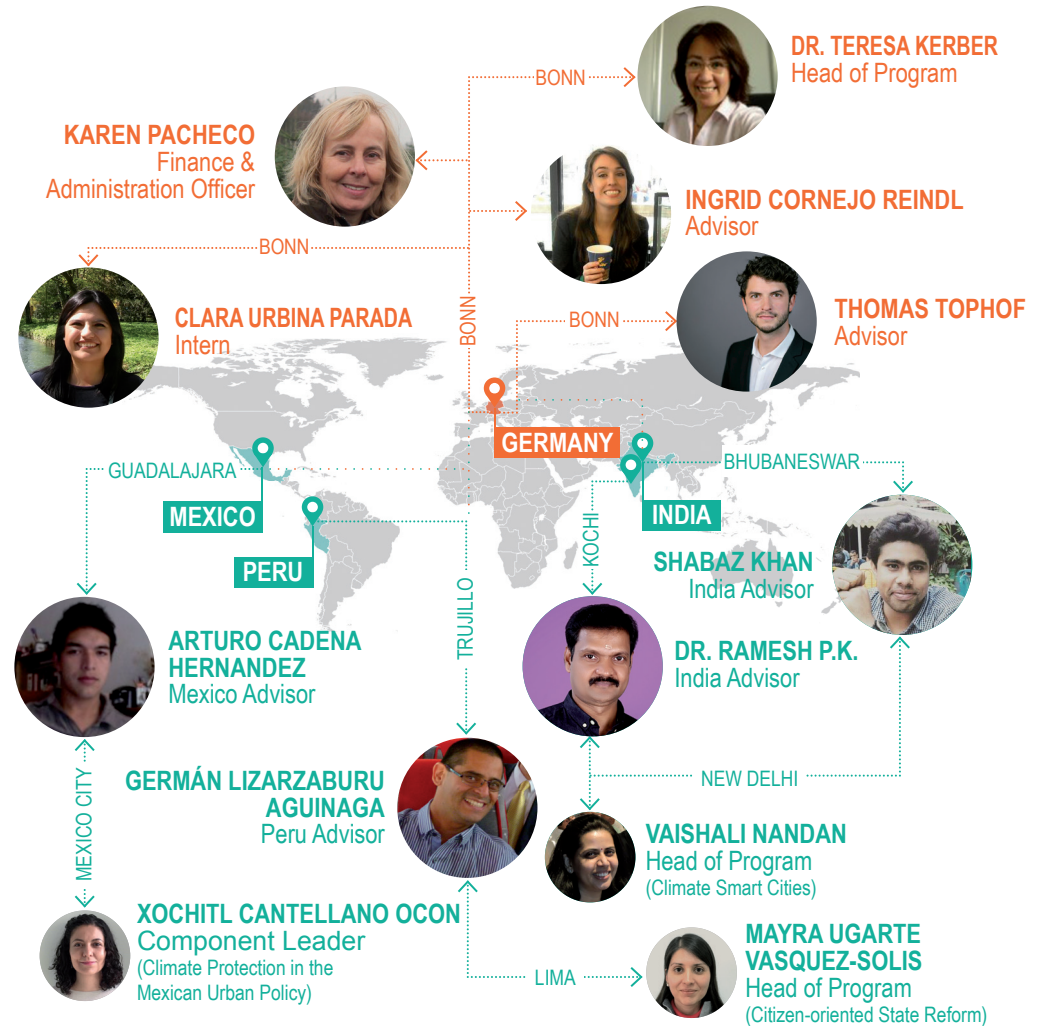 DR. TERESA KERBER
Head of Program
BONN
KAREN PACHECO
Finance &
Administration Officer
INGRID CORNEJO REINDL
Advisor
BONN
CLARA URBINA PARADA
Intern
BONN
BONN
THOMAS TOPHOF
Advisor
GERMANY
GUADALAJARA
BHUBANESWAR
MEXICO
INDIA
PERU
KOCHI
SHABAZ KHAN
India Advisor
TRUJILLO
ARTURO CADENA
HERNANDEZ
Mexico Advisor
DR. RAMESH P.K.
India Advisor
GERMÁN LIZARZABURU
AGUINAGA
Peru Advisor
NEW DELHI
MEXICO CITY
VAISHALI NANDAN
Head of Program
(Climate Smart Cities)
XOCHITL CANTELLANO OCON
Component Leader
(Climate Protection in the
Mexican Urban Policy)
MAYRA UGARTE
VASQUEZ-SOLIS
Head of Program
(Citizen-oriented State Reform)
LIMA